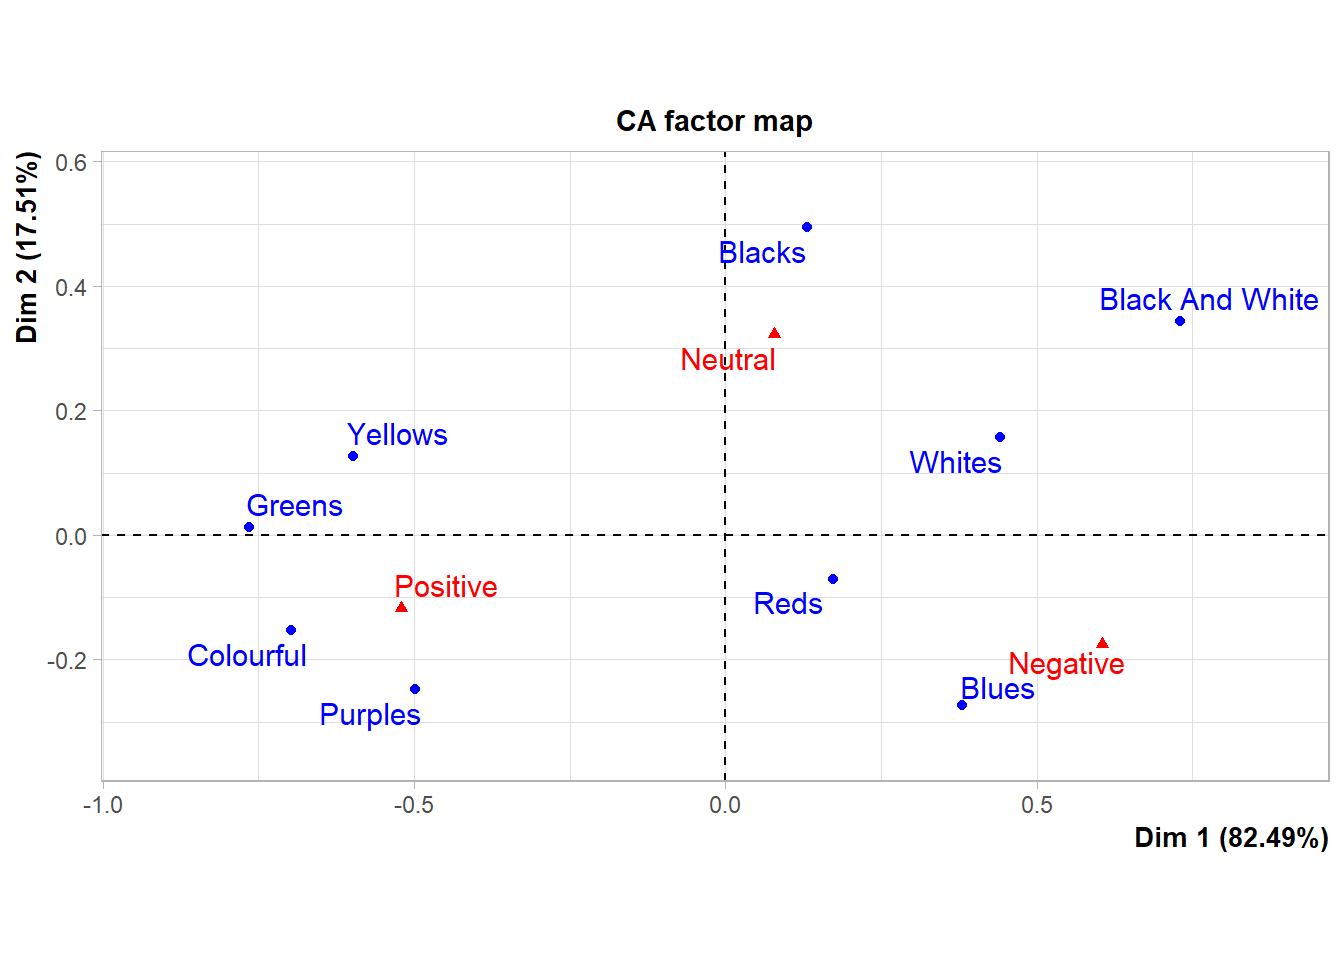 CA factor map
Dim 2 (17.51%)
0.6
0.4
0.2
0.0
-0.2
Blacks
Black And White
Neutral
Yellows
Whites
Greens
Positive
Reds
Colourful
Negative
Blues
Purples
-1.0
-0.5
0.0
0.5
Dim 1 (82.49%)